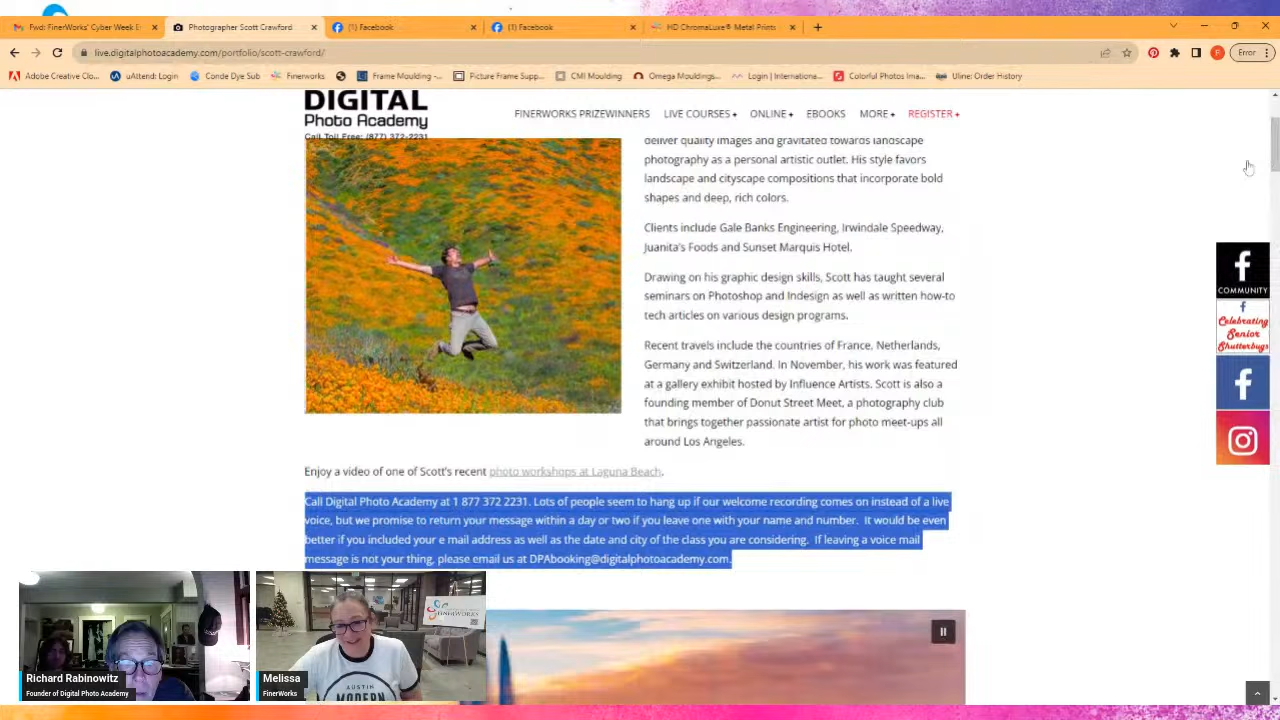 Fwd: FinerWorks' Cyber Week E
Photographer Scott Crawford
(1) Facebook
(1) Facebook
HD ChromaLuxe® Metal Prints
live.digitalphotoacademy.com/portfolio/scott-crawford/
Error
Adobe Creative Clo...
uAttend: Login
Conde Dye Sub
Finerworks
Frame Moulding -...
Picture Frame Supp...
CMI Moulding
Omega Mouldings...
Login | Internationa...
Colorful Photos Ima...
Uline: Order History
DIGITAL
Photo Academy
Call Toll Free: (877) 372-2231
FINERWORKS PRIZEWINNERS LIVE COURSES + ONLINE + EBOOKS MORE + REGISTER +
deliver quality images and gravitated towards landscape
photography as a personal artistic outlet. His style favors
landscape and cityscape compositions that incorporate bold
shapes and deep, rich colors.
Clients include Gale Banks Engineering, Irwindale Speedway,
Juanita's Foods and Sunset Marquis Hotel.
Drawing on his graphic design skills, Scott has taught several
seminars on Photoshop and Indesign as well as written how-to
tech articles on various design programs.
Recent travels include the countries of France, Netherlands,
Germany and Switzerland. In November, his work was featured
at a gallery exhibit hosted by Influence Artists. Scott is also a
founding member of Donut Street Meet, a photography club
that brings together passionate artist for photo meet-ups all
around Los Angeles.
Enjoy a video of one of Scott's recent photo workshops at Laguna Beach.
Call Digital Photo Academy at 1 877 372 2231. Lots of people seem to hang up if our welcome recording comes on instead of a live
voice, but we promise to return your message within a day or two if you leave one with your name and number. It would be even
better if you included your e mail address as well as the date and city of the class you are considering. If leaving a voice mail
message is not your thing, please email us at DPAbooking@digitalphotoacademy.com.
COMMUNITY
Celebrating
Senior
Shutterbugs
Richard Rabinowitz
Founder of Digital Photo Academy
Melissa
FinerWorks
FINERWORKS
AUSTIN
MODERN